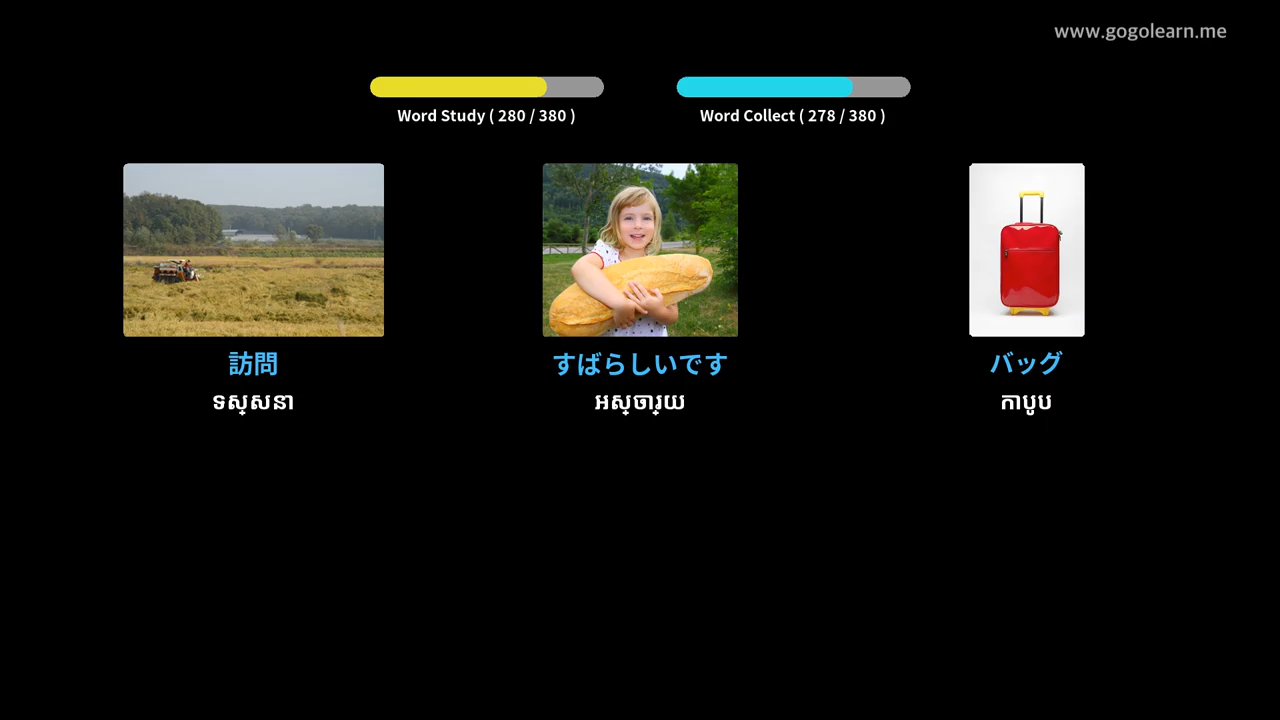 www.gogolearn.me
Word Study ( 280 / 380 )
Word Collect ( 278 / 380 )
訪問
すばらしいです
バッグ
ទស្សនា
អស្ចារ្យ
កាបូប